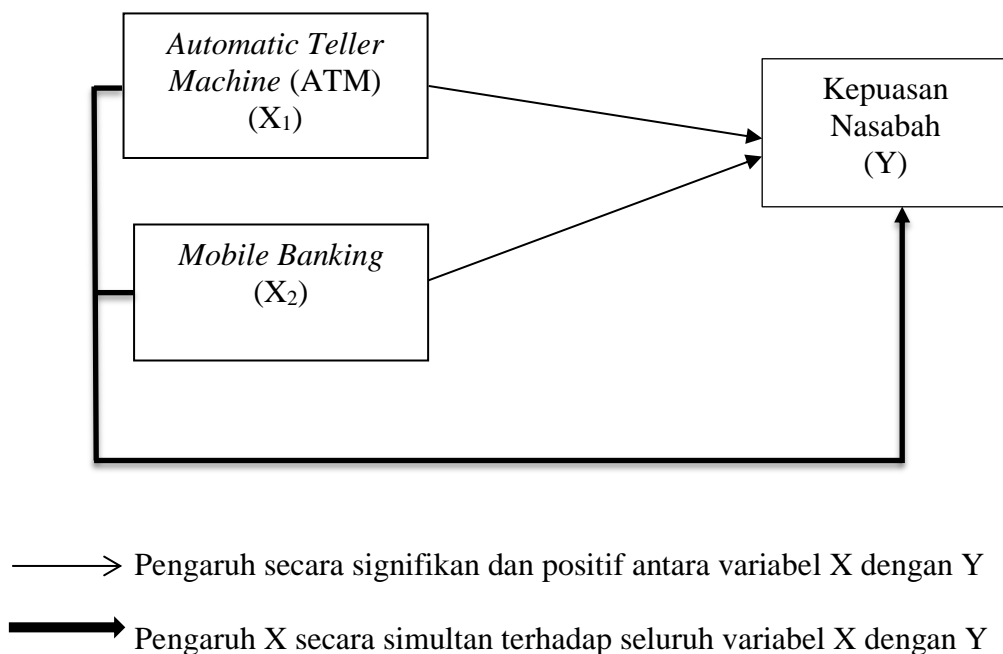 Automatic Teller
Machine (ATM)
(X₁)
Kepuasan
Nasabah
(Y)
Mobile Banking
(X₂)
Pengaruh secara signifikan dan positif antara variabel X dengan Y
Pengaruh X secara simultan terhadap seluruh variabel X dengan Y